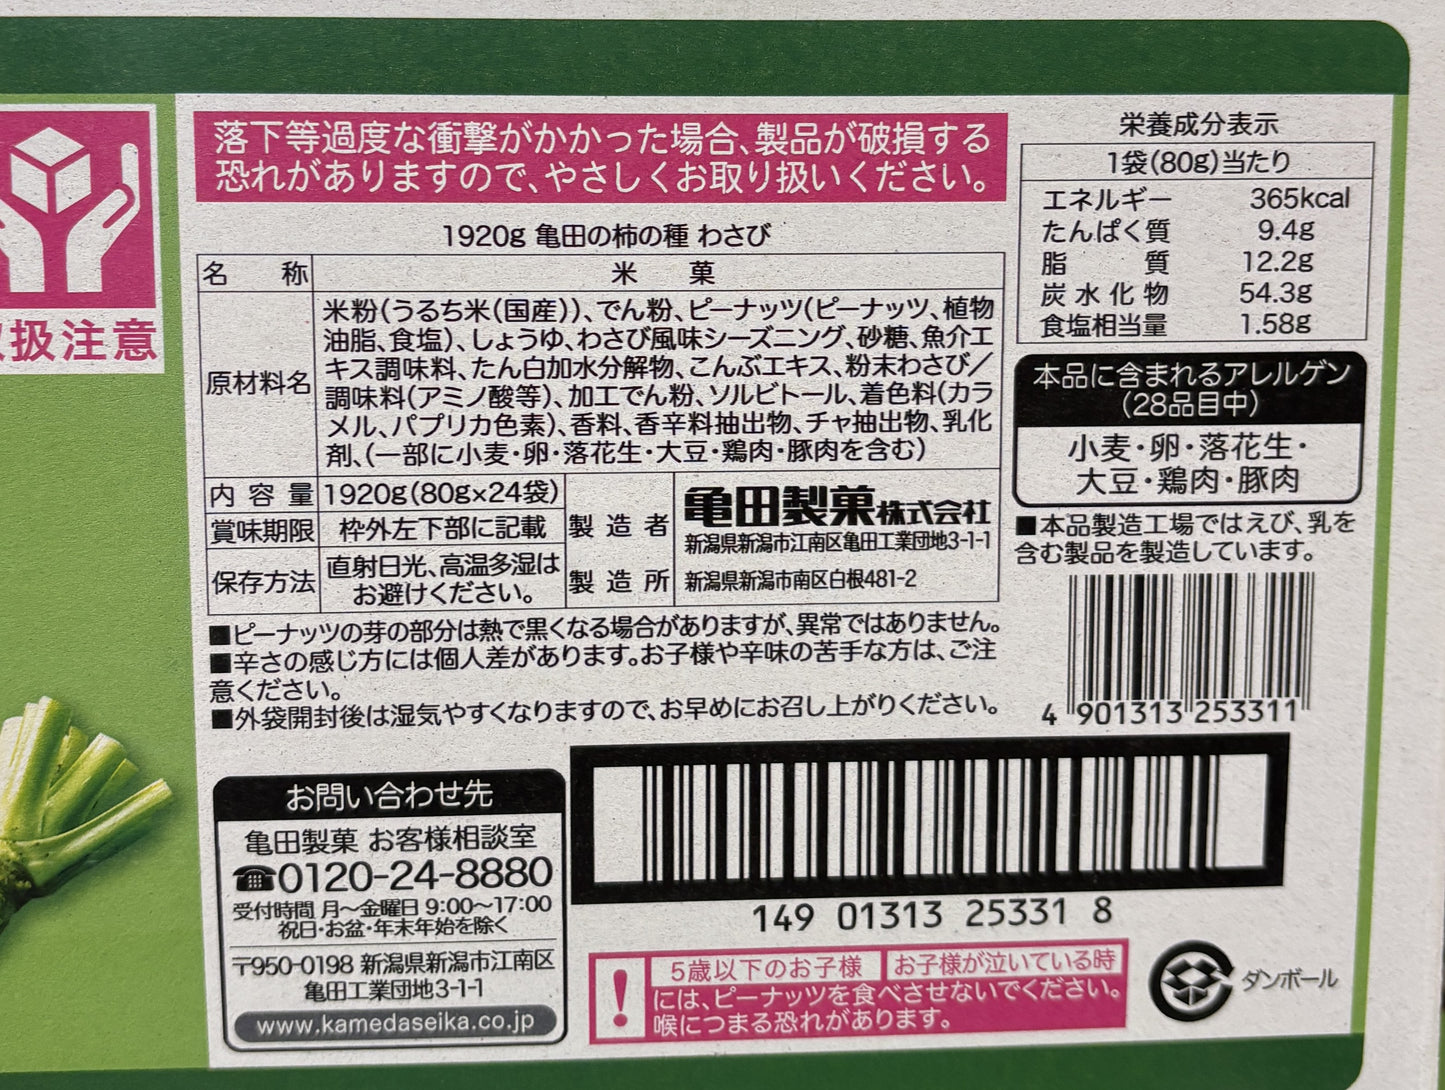 扱注意
落下等過度な衝撃がかかった場合、製品が破損する
恐れがありますので、やさしくお取り扱いください。
1920g 亀田の柿の種 わさび
名称 米菓
原材料名
米粉(うるち米(国産))、でん粉、ピーナッツ(ピーナッツ、植物
油脂、食塩)、しょうゆ、わさび風味シーズニング、砂糖、魚介エ
キス調味料、たん白加水分解物、こんぶエキス、粉末わさび/
調味料(アミノ酸等)、加工でん粉、ソルビトール、着色料(カラ
メル、パプリカ色素)、香料、香辛料抽出物、チャ抽出物、乳化
剤、(一部に小麦・卵・落花生・大豆・鶏肉・豚肉を含む)
内容量 1920g(80g×24袋)
賞味期限 枠外左下部に記載
保存方法 直射日光、高温多湿は
お避けください。
製造者 亀田製菓株式会社
新潟県新潟市江南区亀田工業団地3-1-1
製造所 新潟県新潟市南区白根481-2
■ピーナッツの芽の部分は熱で黒くなる場合がありますが、異常ではありません。
■辛さの感じ方には個人差があります。お子様や辛味の苦手な方は、ご注
意ください。
■外袋開封後は湿気やすくなりますので、お早めにお召し上がりください。
栄養成分表示
1袋(80g)当たり
エネルギー 365kcal
たんぱく質 9.4g
脂質 12.2g
炭水化物 54.3g
食塩相当量 1.58g
本品に含まれるアレルゲン
(28品目中)
小麦・卵・落花生・
大豆・鶏肉・豚肉
■本品製造工場ではえび、乳を
含む製品を製造しています。
4 901313 253311
お問い合わせ先
亀田製菓 お客様相談室
☎0120-24-8880
受付時間 月〜金曜日 9:00〜17:00
祝日・お盆・年末年始を除く
〒950-0198 新潟県新潟市江南区
亀田工業団地3-1-1
www.kamedaseika.co.jp
149 01313 25331 8
!
5歳以下のお子様 お子様が泣いている時
には、ピーナッツを食べさせないでください。
喉につまる恐れがあります。
ダンボール